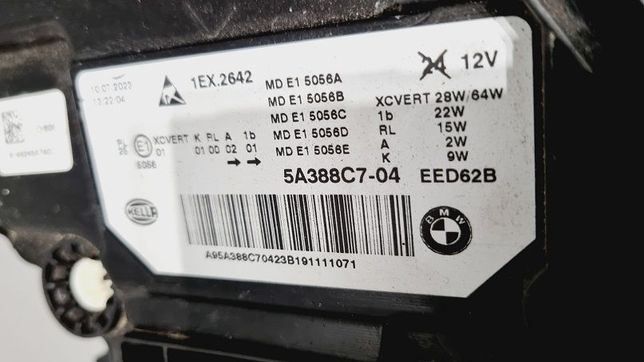 10.07.2023
13:22:04
1EX.2642
24 12V
MD E1 5056A
MD E1 5056B
MD E1 5056C
MD E1 5056D
MD E1 5056E
XCVERT 28W/64W
1b 22W
RL 15W
A 2W
K 9W
XCVERT K RL A 1b
01 01 00 02 01
E1
5056
→ →
5A388C7-04 EED62B
HELLA
BMW
A95A388C70423B191111071